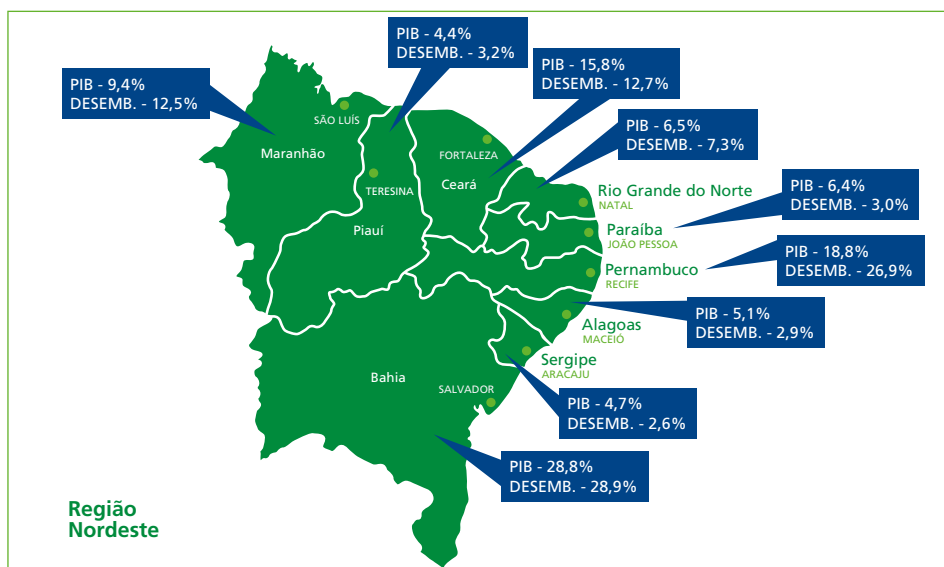 PIB - 4,4%
DESEMB. - 3,2%
PIB - 15,8%
DESEMB. - 12,7%
PIB - 9,4%
DESEMB. - 12,5%
PIB - 6,5%
DESEMB. - 7,3%
SÃO LUÍS
Maranhão
FORTALEZA
Ceará
TERESINA
Piauí
Rio Grande do Norte
NATAL
PIB - 6,4%
DESEMB. - 3,0%
Paraíba
JOÃO PESSOA
PIB - 18,8%
DESEMB. - 26,9%
Pernambuco
RECIFE
PIB - 5,1%
DESEMB. - 2,9%
Alagoas
MACEIÓ
Sergipe
ARACAJU
Bahia
SALVADOR
PIB - 4,7%
DESEMB. - 2,6%
PIB - 28,8%
DESEMB. - 28,9%
Região
Nordeste